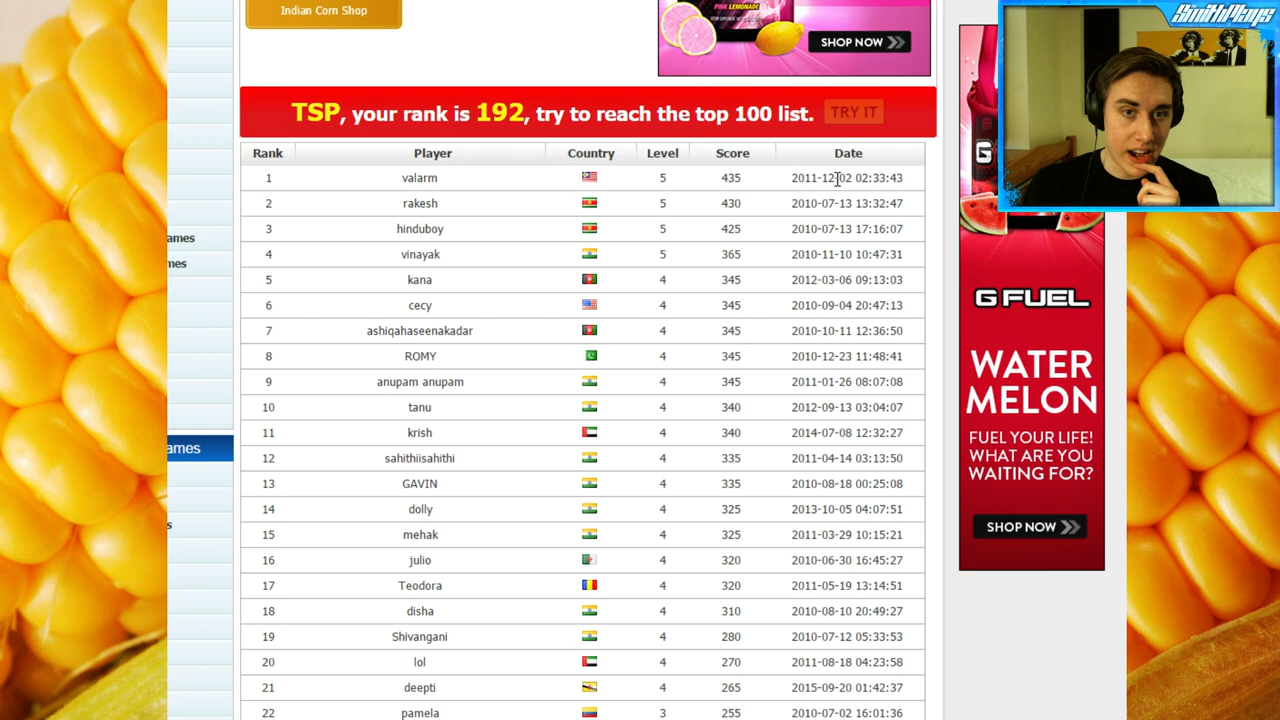 Indian Corn Shop
PINK LEMONADE
SHOP NOW
SmithPlays
TSP, your rank is 192, try to reach the top 100 list. TRY IT
Rank Player Country Level Score Date
1 valarm 5 435 2011-12-02 02:33:43
2 rakesh 5 430 2010-07-13 13:32:47
3 hinduboy 5 425 2010-07-13 17:16:07
4 vinayak 5 365 2010-11-10 10:47:31
5 kana 4 345 2012-03-06 09:13:03
6 cecy 4 345 2010-09-04 20:47:13
7 ashiqahaseenakadar 4 345 2010-10-11 12:36:50
8 ROMY 4 345 2010-12-23 11:48:41
9 anupam anupam 4 345 2011-01-26 08:07:08
10 tanu 4 340 2012-09-13 03:04:07
11 krish 4 340 2014-07-08 12:32:27
12 sahithiisahithi 4 335 2011-04-14 03:13:50
13 GAVIN 4 335 2010-08-18 00:25:08
14 dolly 4 325 2013-10-05 04:07:51
15 mehak 4 325 2011-03-29 10:15:21
16 julio 4 320 2010-06-30 16:45:27
17 Teodora 4 320 2011-05-19 13:14:51
18 disha 4 310 2010-08-10 20:49:27
19 Shivangani 4 280 2010-07-12 05:33:53
20 lol 4 270 2011-08-18 04:23:58
21 deepti 4 265 2015-09-20 01:42:37
22 pamela 3 255 2010-07-02 16:01:36
ames
mes
ames
s
G
G FUEL
WATER
MELON
FUEL YOUR LIFE!
WHAT ARE YOU
WAITING FOR?
SHOP NOW